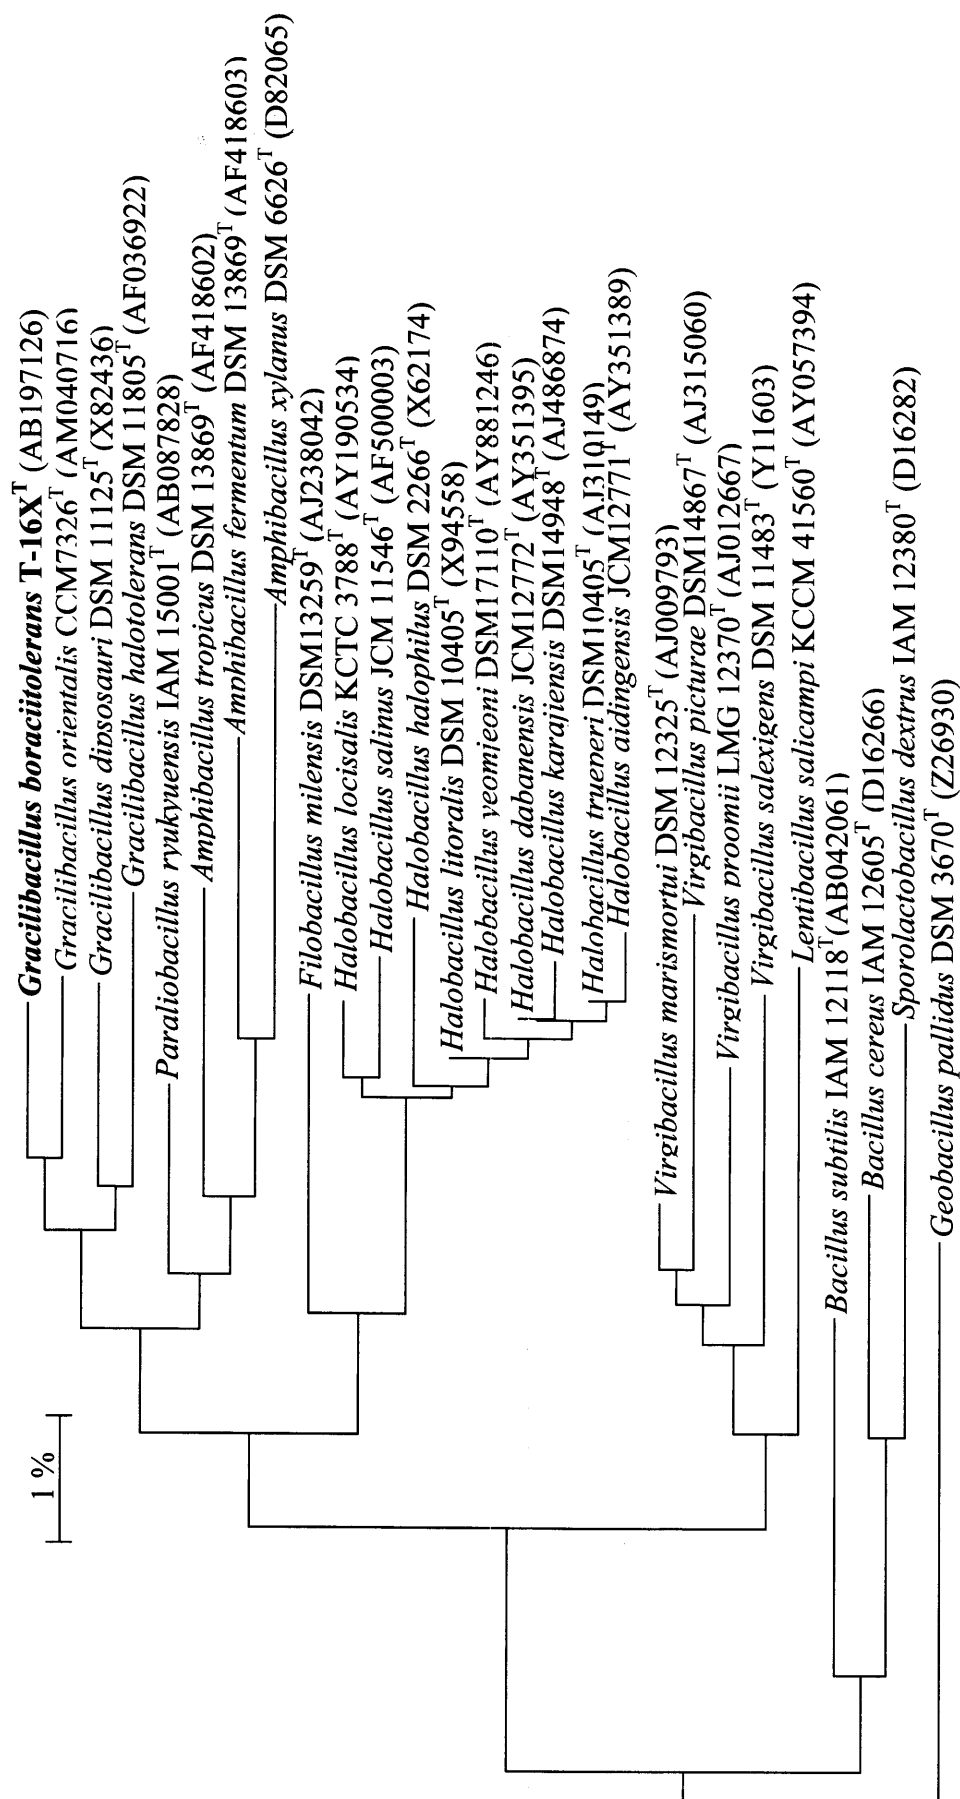 Gracilibacillus boraciitolerans T-16X^T (AB197126)
Gracilibacillus orientalis CCM7326^T (AM040716)
Gracilibacillus dipsosauri DSM 11125^T (X82436)
Gracilibacillus halotolerans DSM 11805^T (AF036922)
Paraliobacillus ryukyuensis IAM 15001^T (AB087828)
Amphibacillus tropicus DSM 13869^T (AF418602)
Amphibacillus fermentum DSM 13869^T (AF418603)
Amphibacillus xylanus DSM 6626^T (D82065)
Filobacillus milensis DSM13259^T (AJ238042)
Halobacillus locisalis KCTC 3788^T (AY190534)
Halobacillus salinus JCM 11546^T (AF500003)
Halobacillus halophilus DSM 2266^T (X62174)
Halobacillus litoralis DSM 10405^T (X94558)
Halobacillus yeomjeoni DSM17110^T (AY881246)
Halobacillus dabanensis JCM12772^T (AY351395)
Halobacillus karajiensis DSM14948^T (AJ486874)
Halobacillus trueneri DSM10405^T (AJ310149)
Halobacillus aidingensis JCM12771^T (AY351389)
Virgibacillus marismortui DSM 12325^T (AJ009793)
Virgibacillus picturae DSM14867^T (AJ315060)
Virgibacillus proomii LMG 12370^T (AJ012667)
Virgibacillus salexigens DSM 11483^T (Y11603)
Lentibacillus salicampi KCCM 41560^T (AY057394)
Bacillus subtilis IAM 12118^T (AB042061)
Bacillus cereus IAM 12605^T (D16266)
Sporolactobacillus dextrus IAM 12380^T (D16282)
Geobacillus pallidus DSM 3670^T (Z26930)
1 %